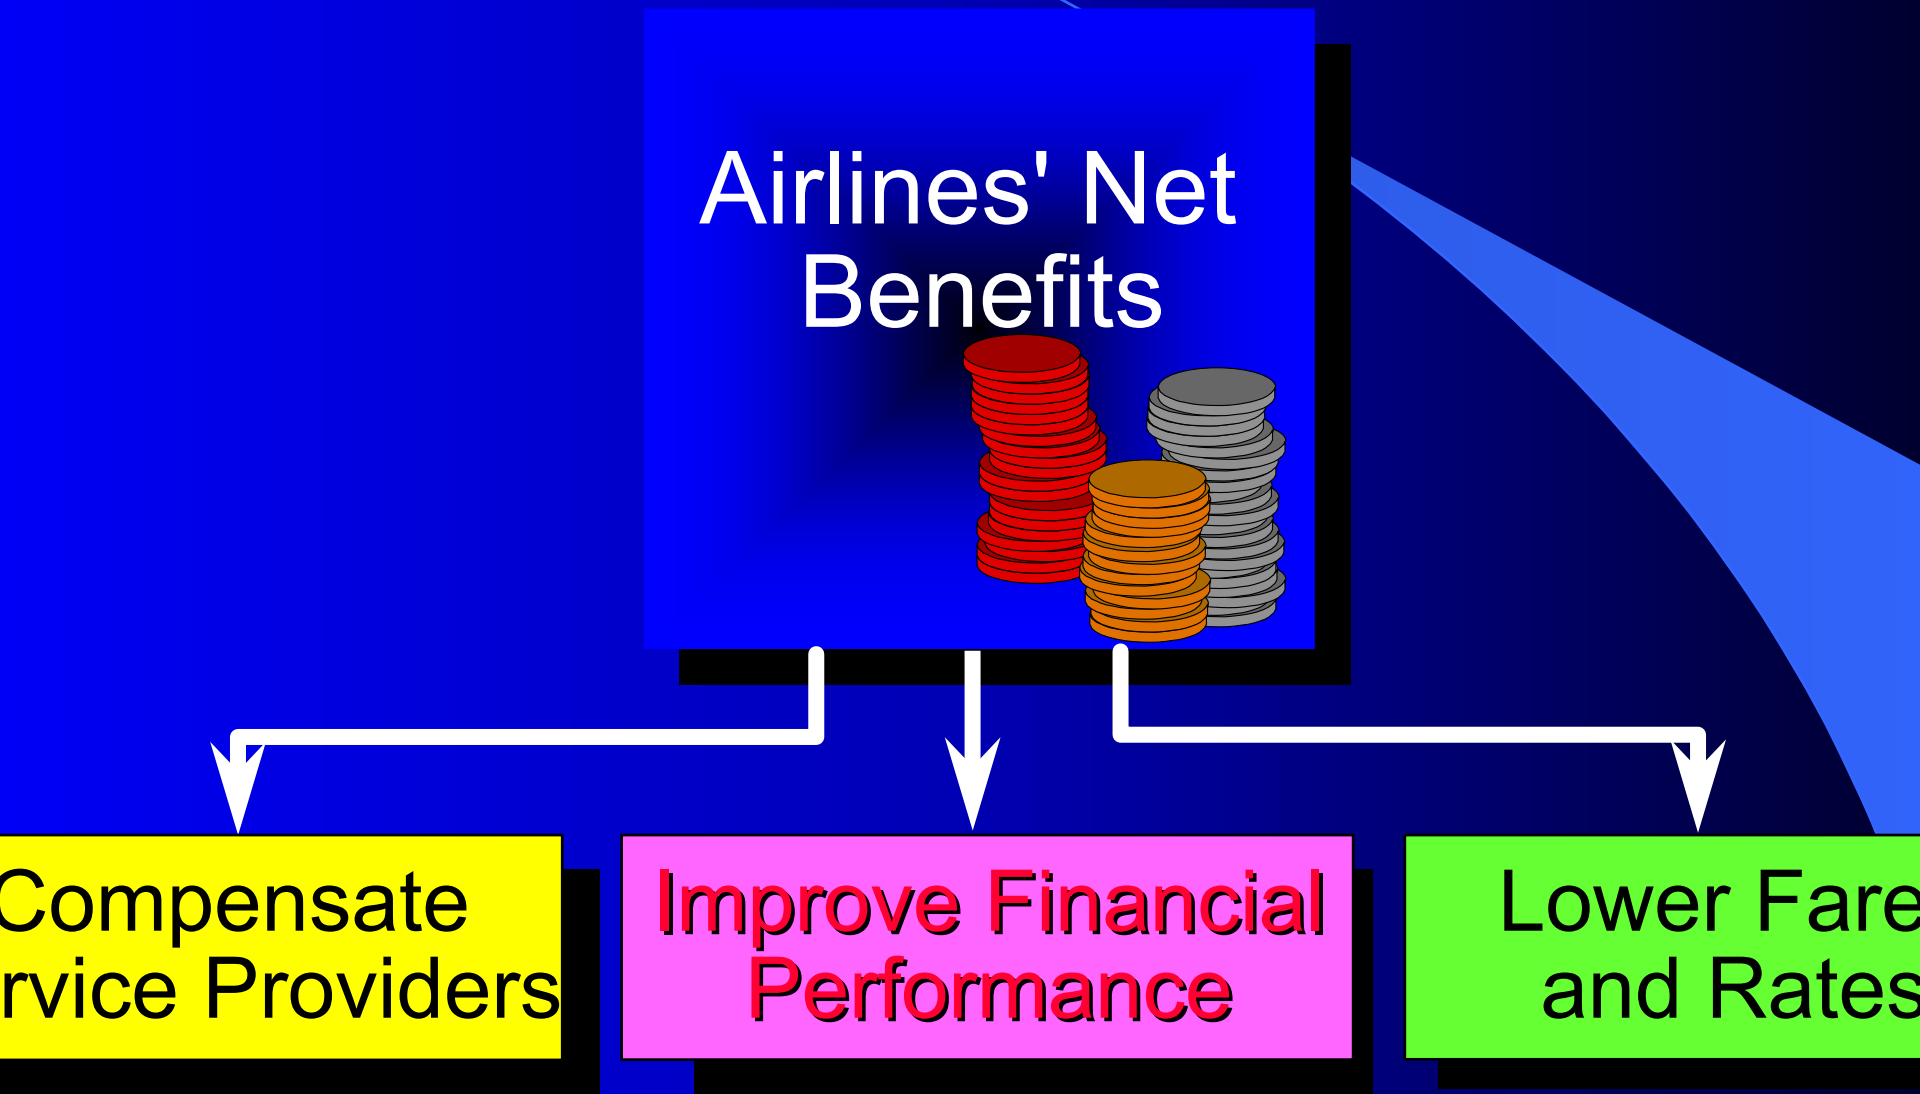 Airlines' Net
Benefits
Compensate
rvice Providers
Improve Financial
Performance
Lower Fare
and Rates